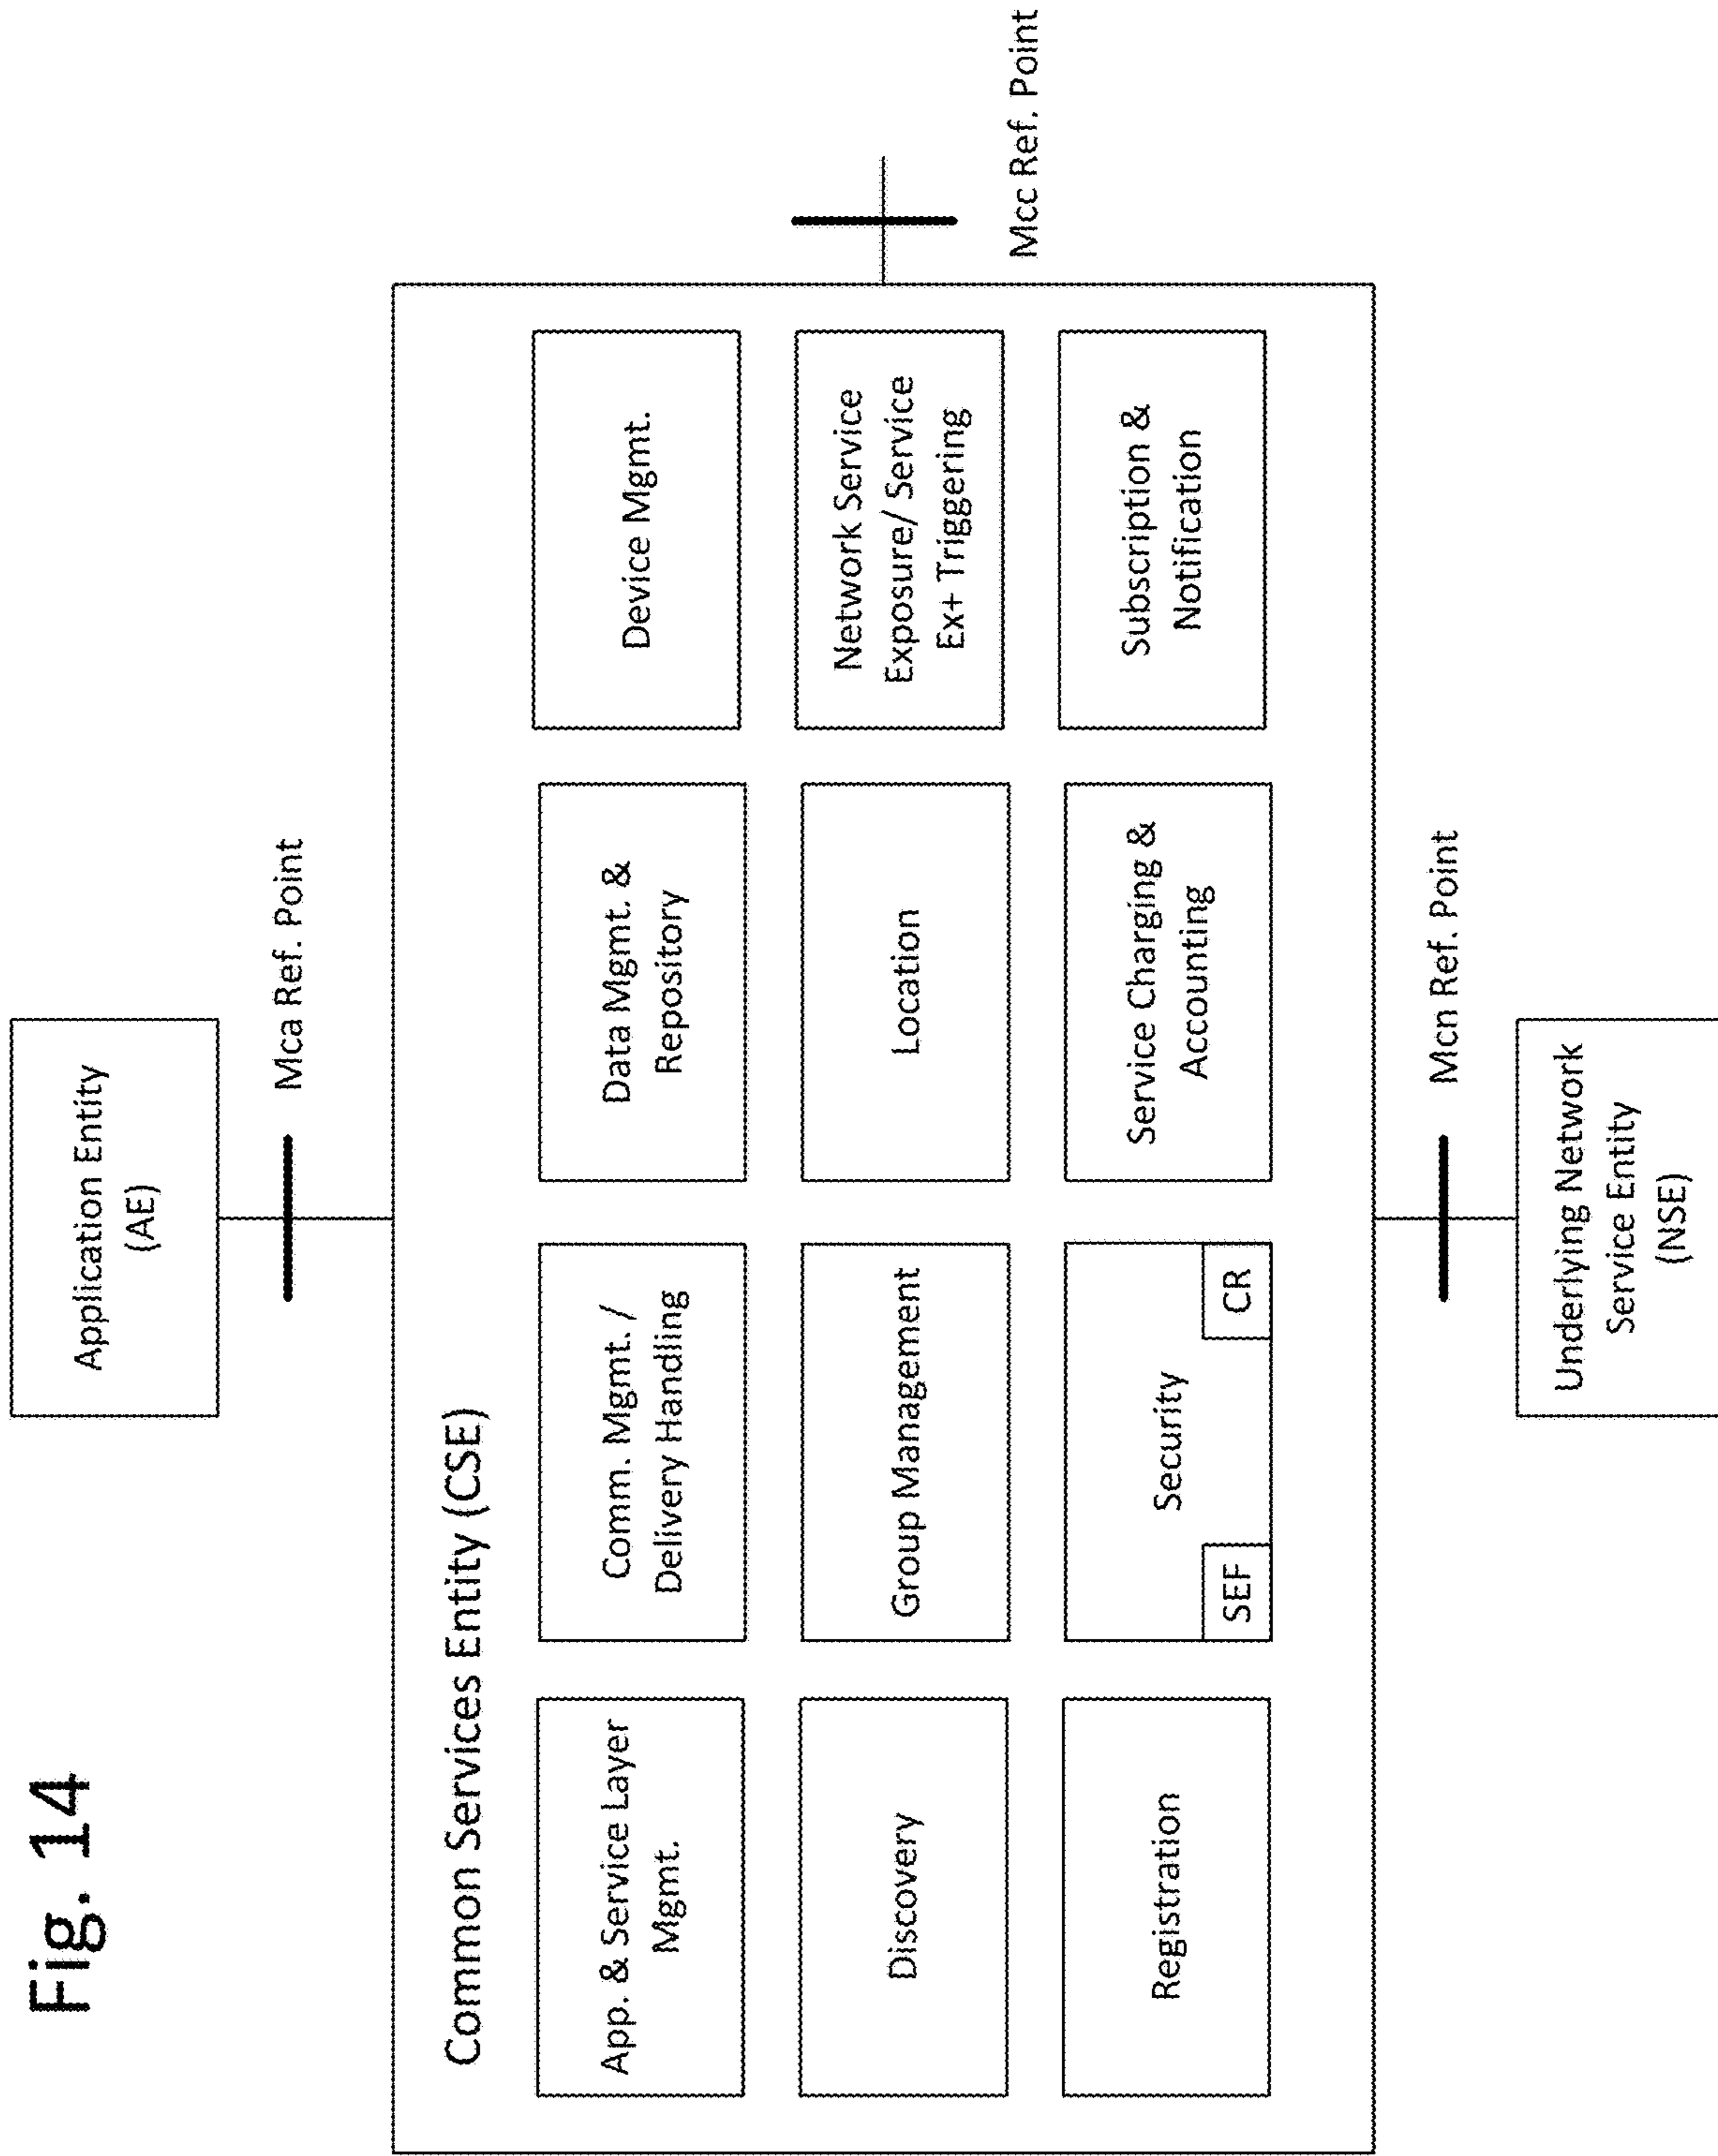 Fig. 14
Application Entity
(AE)
Mca Ref. Point
Common Services Entity (CSE)
App. & Service Layer
Mgmt.
Comm. Mgmt. /
Delivery Handling
Data Mgmt. &
Repository
Device Mgmt.
Discovery
Group Management
Location
Network Service
Exposure/ Service
Ex+ Triggering
Registration
Security
SEF
CR
Service Charging &
Accounting
Subscription &
Notification
Mcc Ref. Point
Mcn Ref. Point
Underlying Network
Service Entity
(NSE)